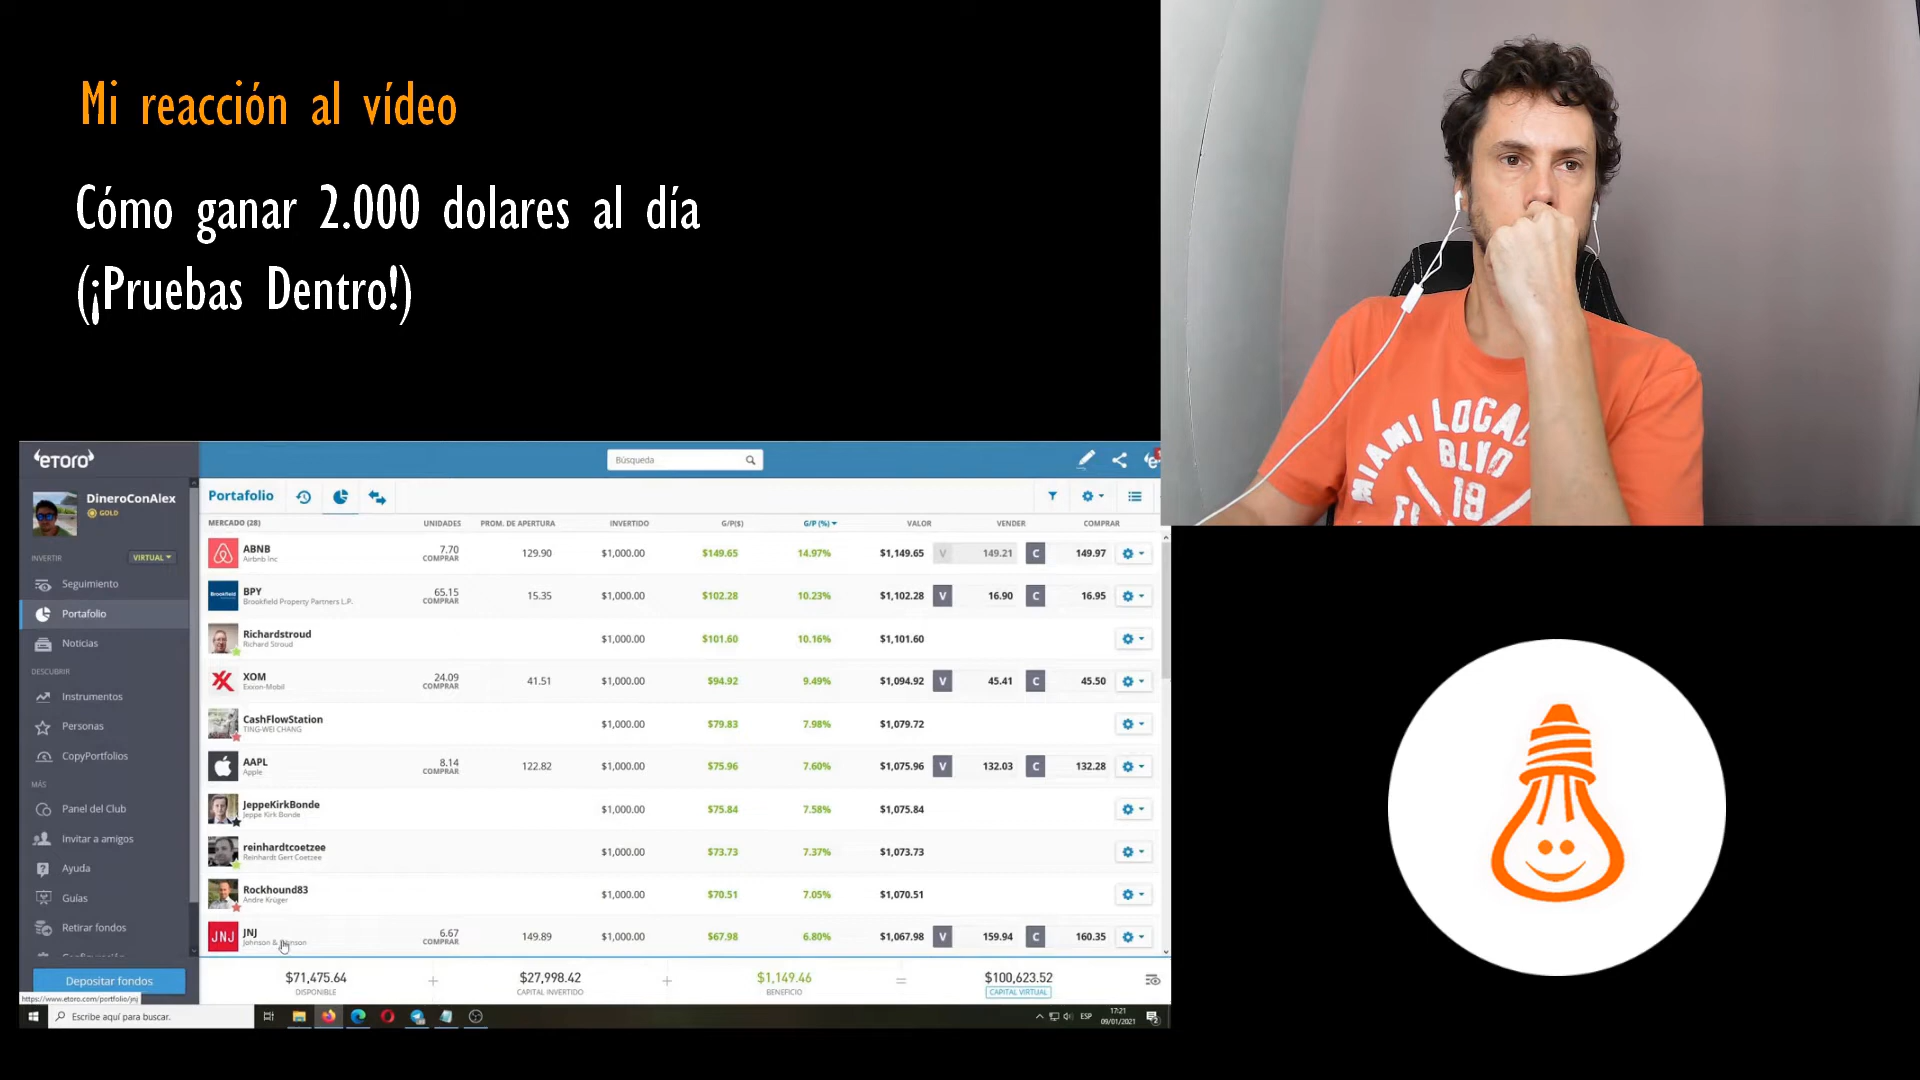 Mi reacción al vídeo
Cómo ganar 2.000 dolares al día
(¡Pruebas Dentro!)
MIAMI LOCAL
BLVD
19
eTORO
Búsqueda
DineroConAlex
GOLD
INVERTIR VIRTUAL
Seguimiento
Portafolio
Noticias
DESCUBRIR
Instrumentos
Personas
CopyPortfolios
MÁS
Panel del Club
Invitar a amigos
Ayuda
Guías
Retirar fondos
Depositar fondos
https://www.etoro.com/portfolio/jnj
Portafolio
MERCADO (28) UNIDADES PROM. DE APERTURA INVERTIDO G/P($) G/P (%) VALOR VENDER COMPRAR
ABNB 7.70 129.90 $1,000.00 $149.65 14.97% $1,149.65 V 149.21 C 149.97
Airbnb Inc COMPRAR
BPY 65.15 15.35 $1,000.00 $102.28 10.23% $1,102.28 V 16.90 C 16.95
Brookfield Property Partners L.P. COMPRAR
Brookfield
Richardstroud $1,000.00 $101.60 10.16% $1,101.60
Richard Stroud
XOM 24.09 41.51 $1,000.00 $94.92 9.49% $1,094.92 V 45.41 C 45.50
Exxon-Mobil COMPRAR
CashFlowStation $1,000.00 $79.83 7.98% $1,079.72
TING-WEI CHANG
AAPL 8.14 122.82 $1,000.00 $75.96 7.60% $1,075.96 V 132.03 C 132.28
Apple COMPRAR
JeppeKirkBonde $1,000.00 $75.84 7.58% $1,075.84
Jeppe Kirk Bonde
reinhardtcoetzee $1,000.00 $73.73 7.37% $1,073.73
Reinhardt Gert Coetzee
Rockhound83 $1,000.00 $70.51 7.05% $1,070.51
Andre Krüger
JNJ JNJ 6.67 149.89 $1,000.00 $67.98 6.80% $1,067.98 V 159.94 C 160.35
Johnson & Johnson COMPRAR
$71,475.64 + $27,998.42 + $1,149.46 = $100,623.52
DISPONIBLE CAPITAL INVERTIDO BENEFICIO CAPITAL VIRTUAL
Escribe aquí para buscar.
ESP
17:21
09/01/2021